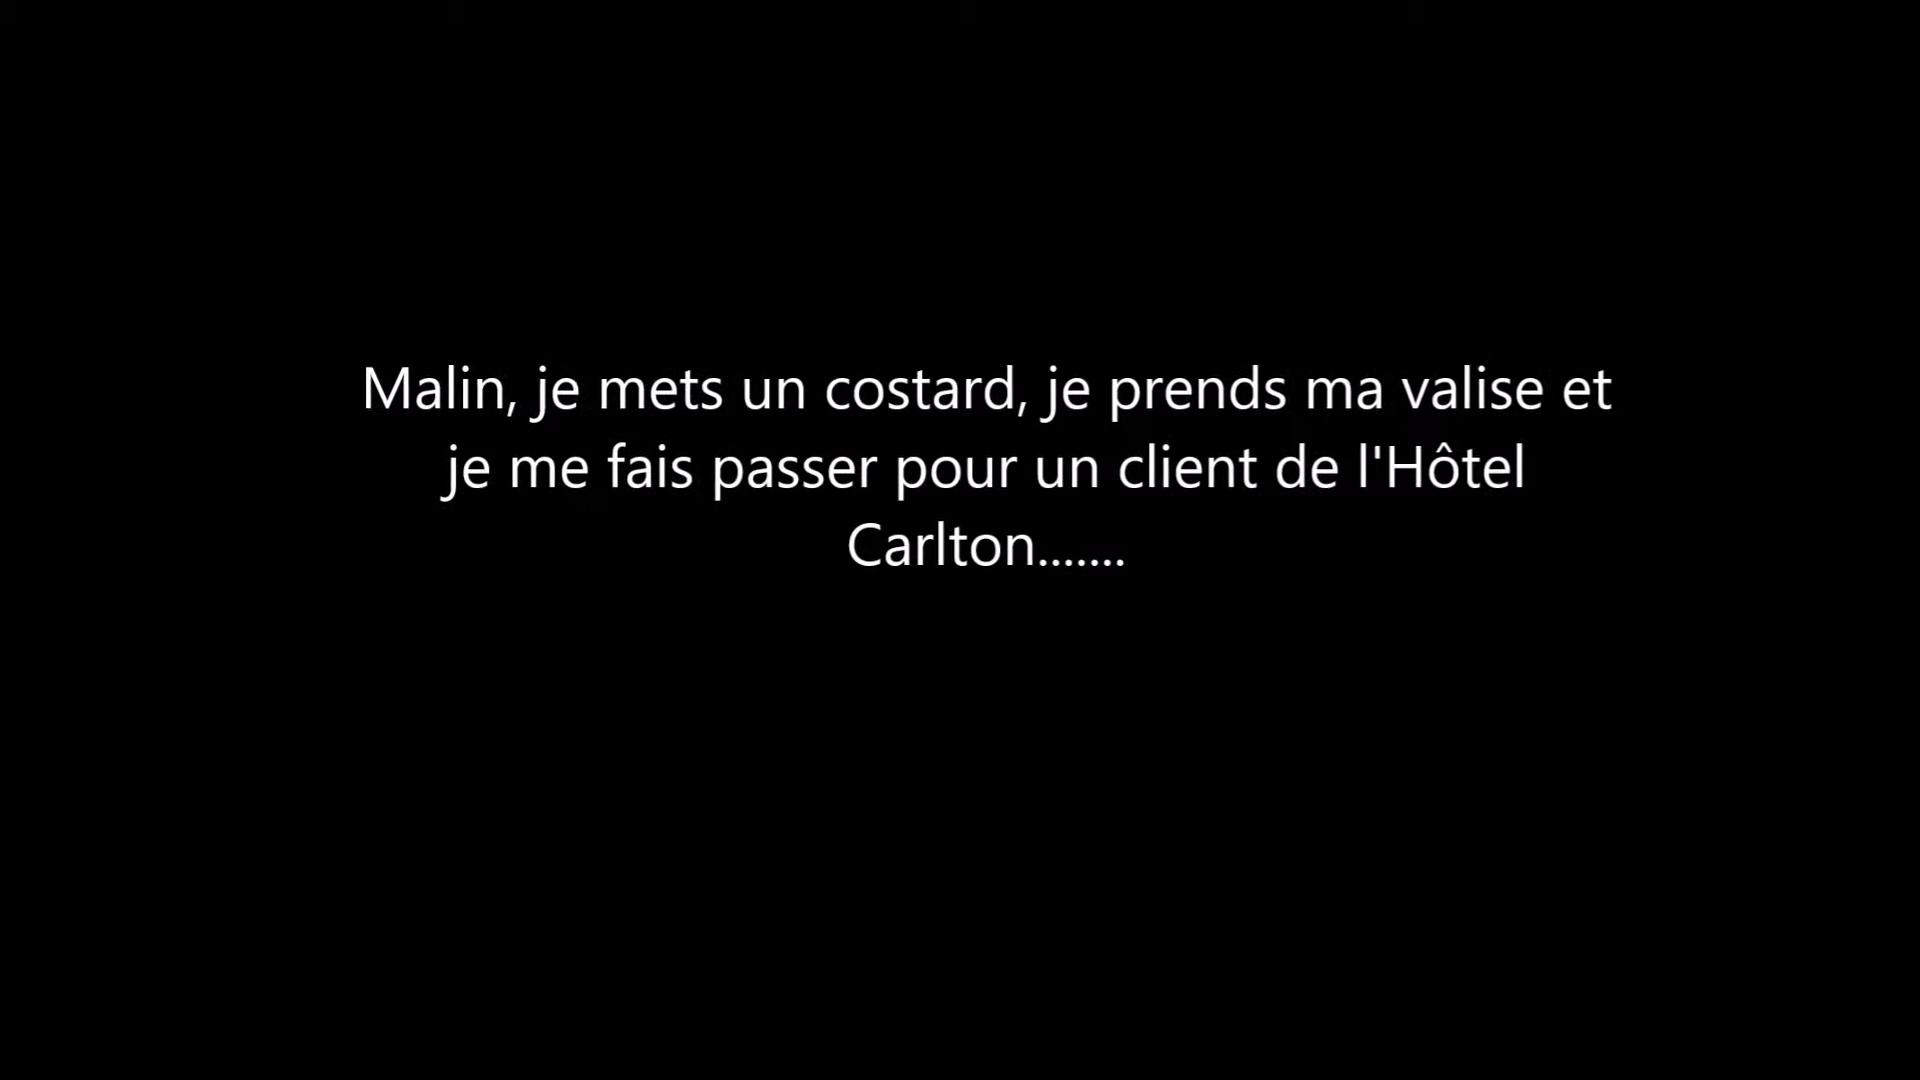 Malin, je mets un costard, je prends ma valise et
je me fais passer pour un client de l'Hôtel
Carlton.......